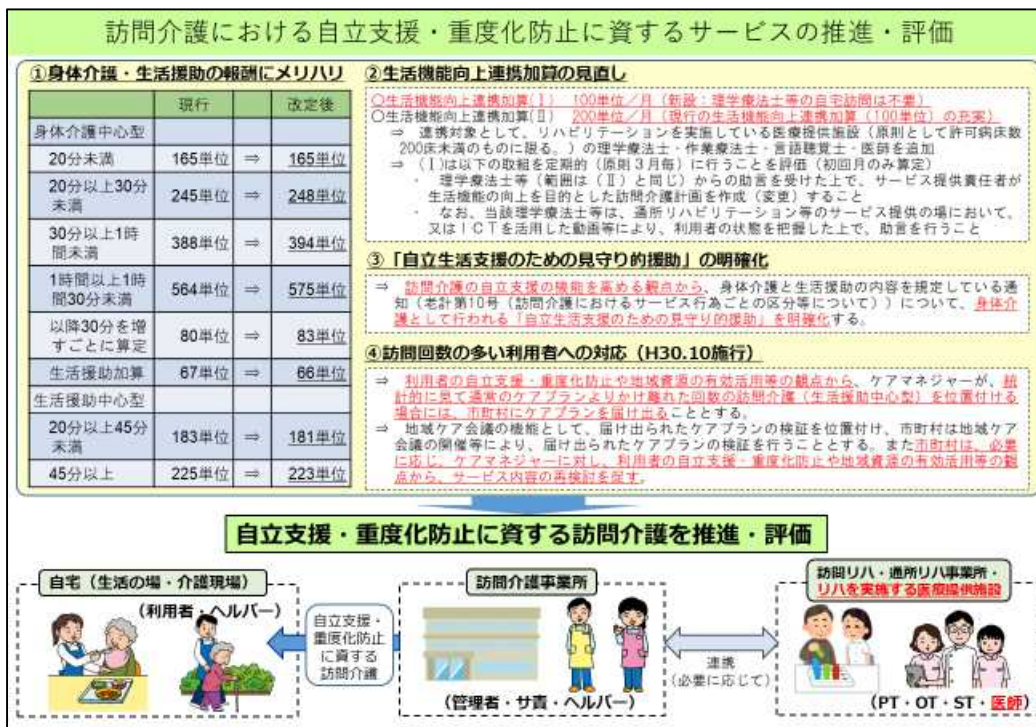 訪問介護における自立支援・重度化防止に資するサービスの推進・評価
①身体介護・生活援助の報酬にメリハリ
現行 改定後
身体介護中心型
20分未満 165単位 ⇒ 165単位
20分以上30分
未満 245単位 ⇒ 248単位
30分以上1時
間未満 388単位 ⇒ 394単位
1時間以上1時
間30分未満 564単位 ⇒ 575単位
以降30分を増
すごとに算定 80単位 ⇒ 83単位
生活援助加算 67単位 ⇒ 66単位
生活援助中心型
20分以上45分
未満 183単位 ⇒ 181単位
45分以上 225単位 ⇒ 223単位
②生活機能向上連携加算の見直し
○生活機能向上連携加算(Ⅰ) 100単位/月(新設:理学療法士等の自宅訪問は不要)
○生活機能向上連携加算(Ⅱ) 200単位/月(現行の生活機能向上連携加算(100単位)の充実)
⇒ 連携対象として、リハビリテーションを実施している医療提供施設(原則として許可病床数
200床未満のものに限る。)の理学療法士・作業療法士・言語聴覚士・医師を追加
⇒ (Ⅰ)は以下の取組を定期的(原則3月毎)に行うことを評価(初回月のみ算定)
・ 理学療法士等(範囲は(Ⅱ)と同じ)からの助言を受けた上で、サービス提供責任者が
生活機能の向上を目的とした訪問介護計画を作成(変更)すること
・ なお、当該理学療法士等は、通所リハビリテーション等のサービス提供の場において、
又はICTを活用した動画等により、利用者の状態を把握した上で、助言を行うこと
③「自立生活支援のための見守り的援助」の明確化
⇒ 訪問介護の自立支援の機能を高める観点から、身体介護と生活援助の内容を規定している通
知(老計第10号(訪問介護におけるサービス行為ごとの区分等について))について、身体介
護として行われる「自立生活支援のための見守り的援助」を明確化する。
④訪問回数の多い利用者への対応(H30.10施行)
⇒ 利用者の自立支援・重度化防止や地域資源の有効活用等の観点から、ケアマネジャーが、統
計的に見て通常のケアプランよりかけ離れた回数の訪問介護(生活援助中心型)を位置付ける
場合には、市町村にケアプランを届け出ることとする。
⇒ 地域ケア会議の機能として、届け出られたケアプランの検証を位置付け、市町村は地域ケア
会議の開催等により、届け出られたケアプランの検証を行うこととする。また市町村は、必要
に応じ、ケアマネジャーに対し、利用者の自立支援・重度化防止や地域資源の有効活用等の観
点から、サービス内容の再検討を促す。
自立支援・重度化防止に資する訪問介護を推進・評価
自宅(生活の場・介護現場)
(利用者・ヘルパー)
自立支援・
重度化防止
に資する
訪問介護
訪問介護事業所
(管理者・サ責・ヘルパー)
連携
(必要に応じて)
訪問リハ・通所リハ事業所・
リハを実施する医療提供施設
(PT・OT・ST・医師)